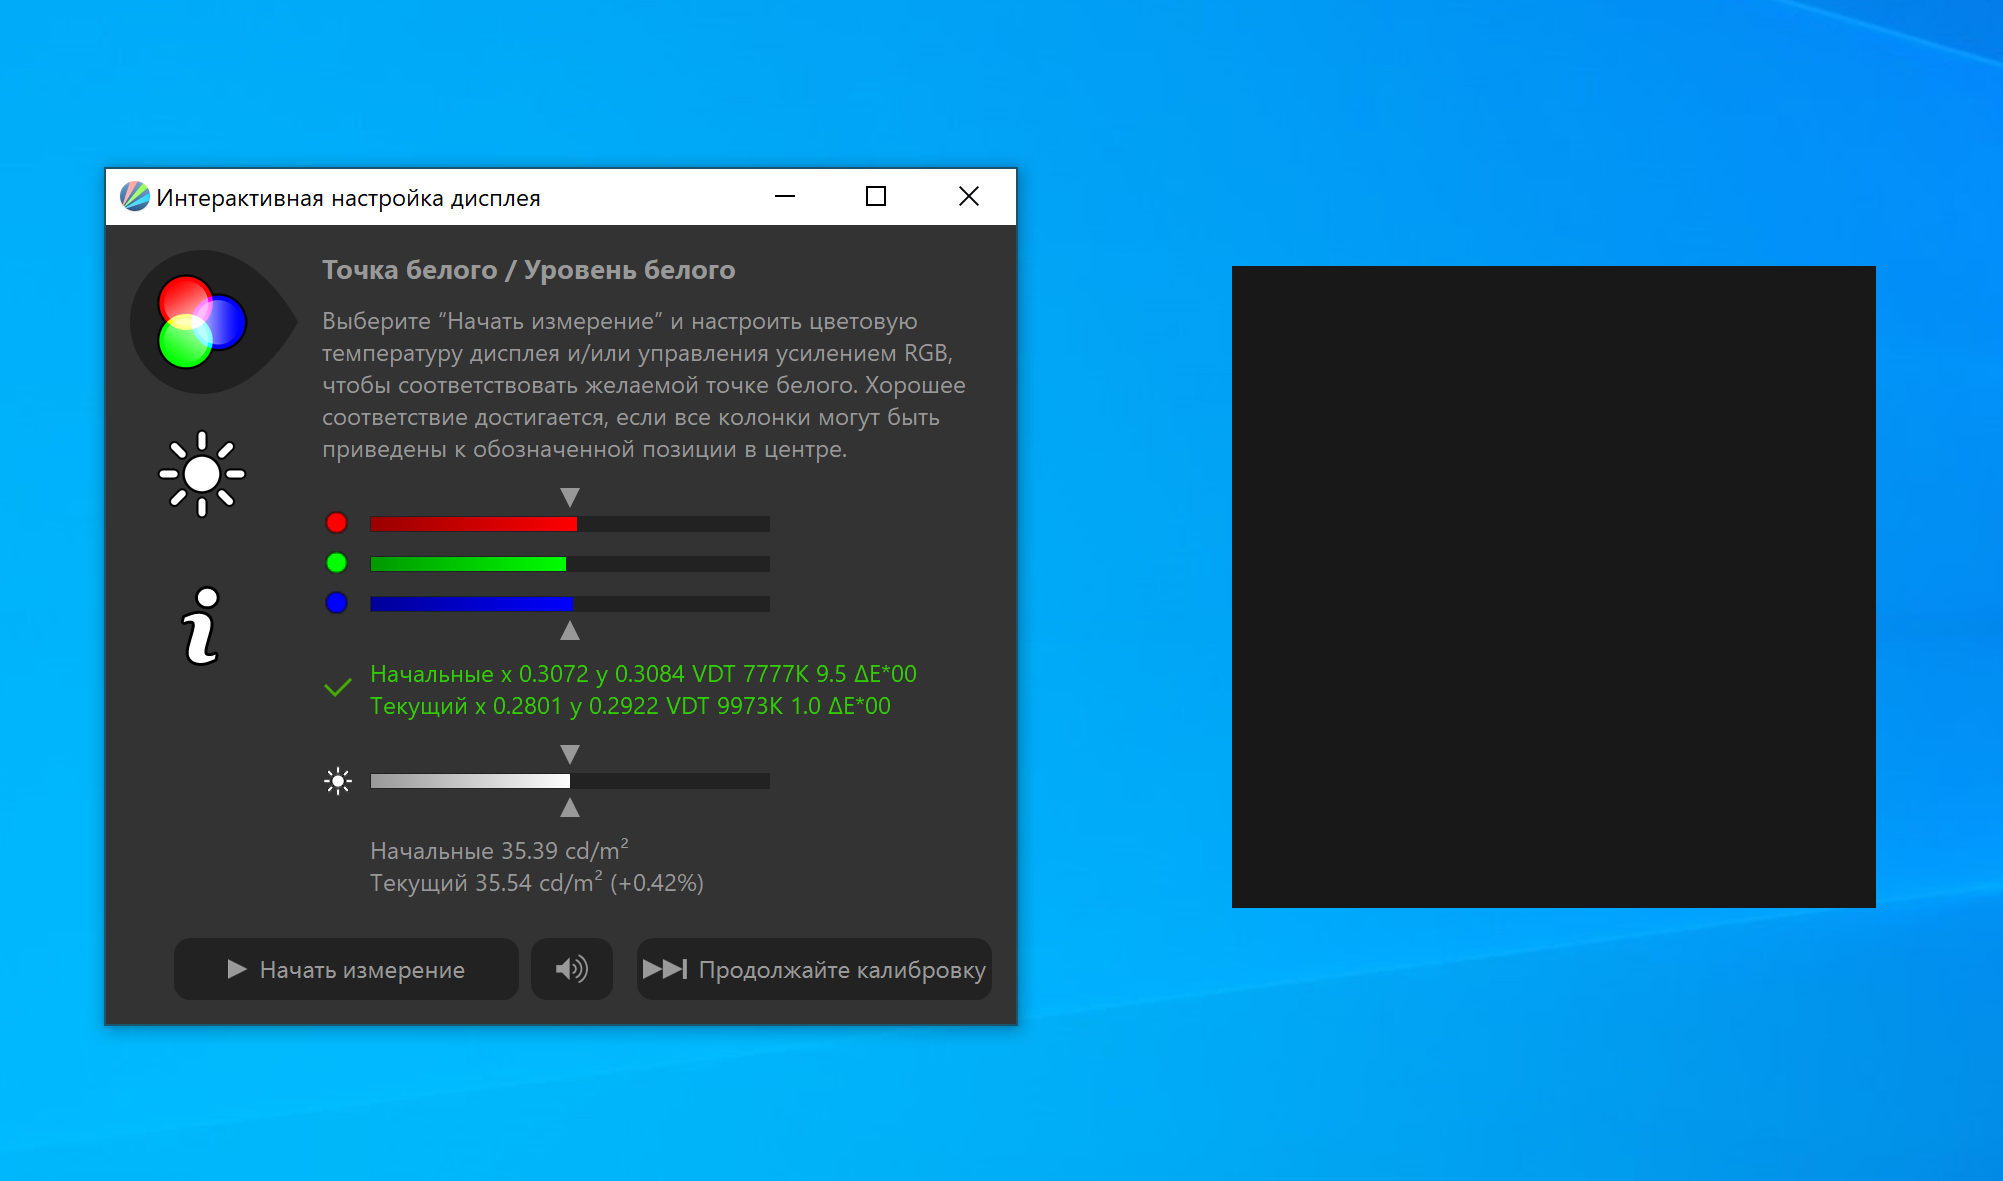 Интерактивная настройка дисплея
Точка белого / Уровень белого
Выберите “Начать измерение” и настроить цветовую
температуру дисплея и/или управления усилением RGB,
чтобы соответствовать желаемой точке белого. Хорошее
соответствие достигается, если все колонки могут быть
приведены к обозначенной позиции в центре.
Начальные x 0.3072 y 0.3084 VDT 7777K 9.5 ΔE*00
Текущий x 0.2801 y 0.2922 VDT 9973K 1.0 ΔE*00
Начальные 35.39 cd/m²
Текущий 35.54 cd/m² (+0.42%)
Начать измерение
Продолжайте калибровку